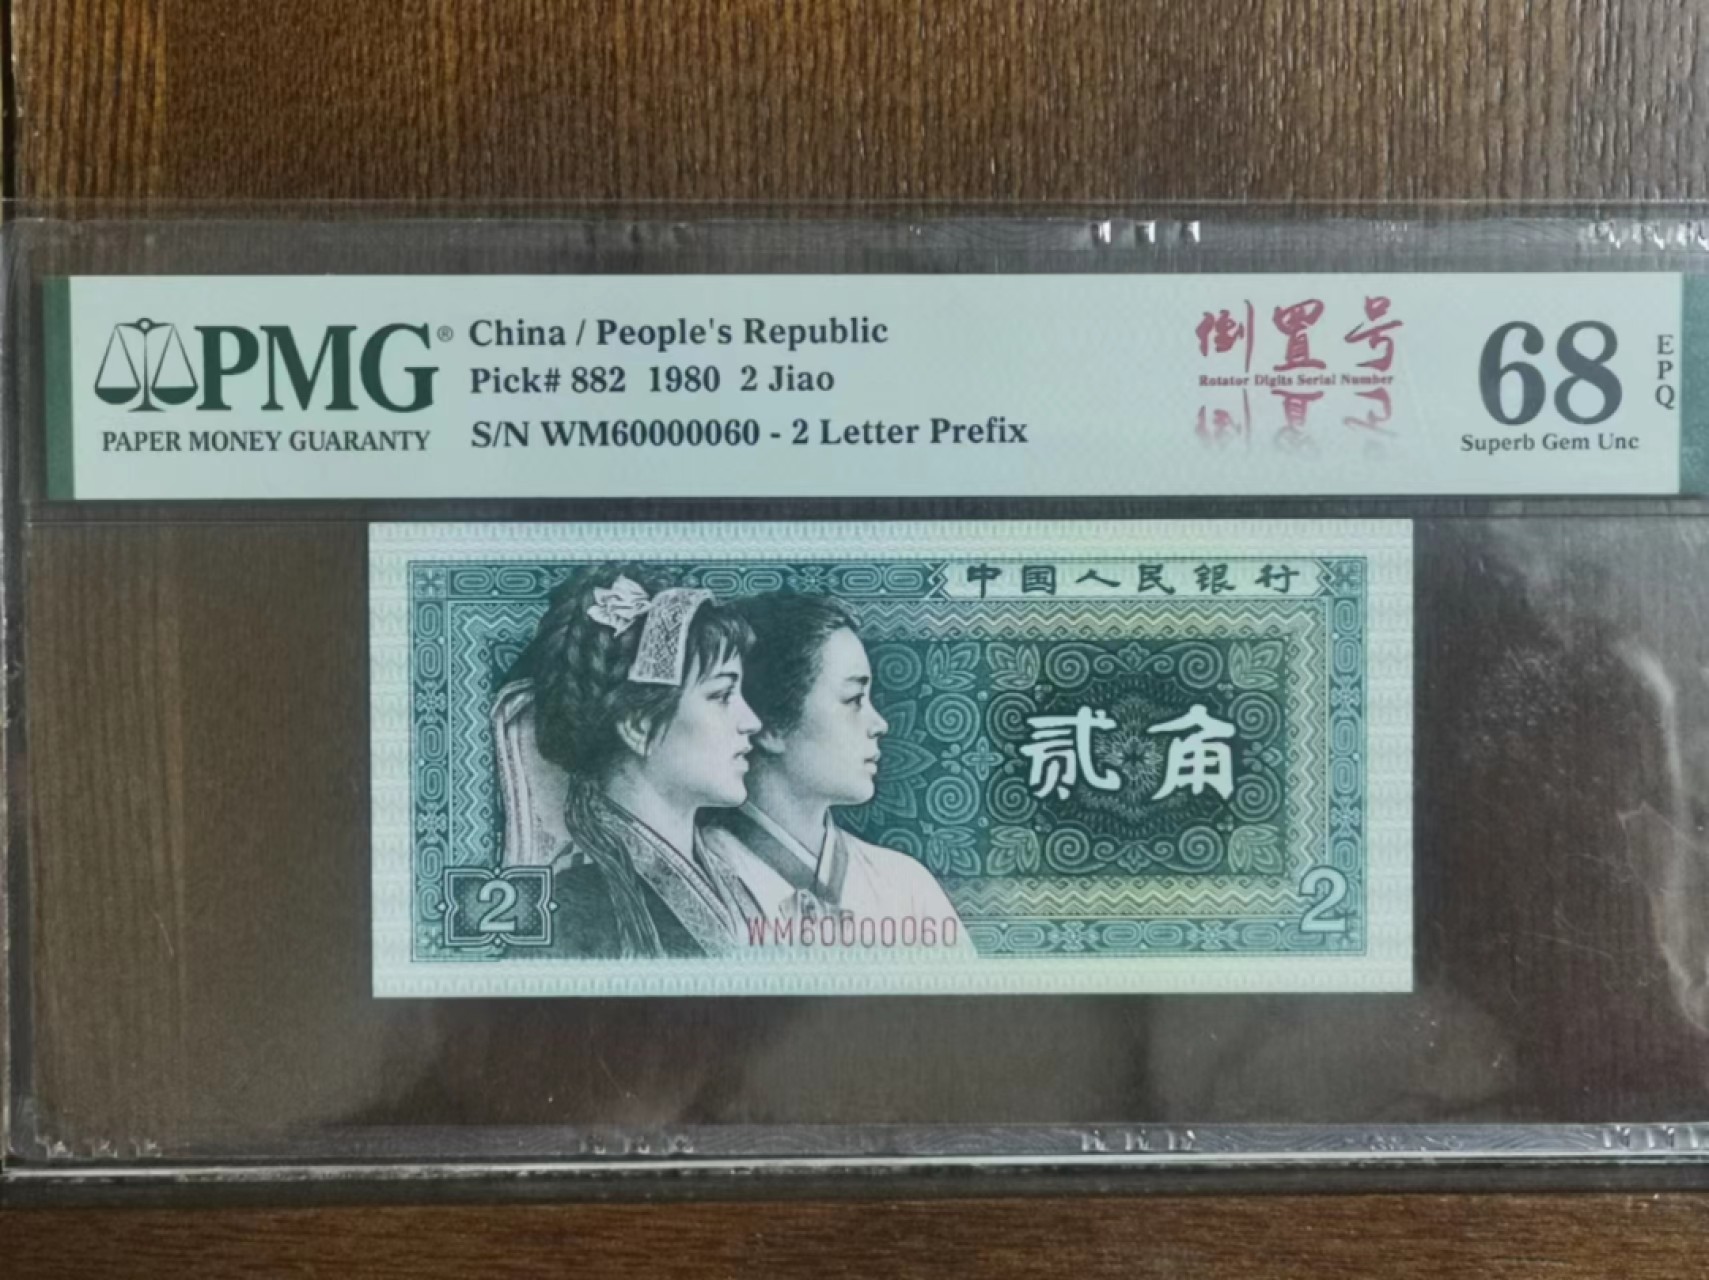 PMG®
PAPER MONEY GUARANTY
China / People's Republic
Pick# 882 1980 2 Jiao
S/N WM60000060 - 2 Letter Prefix
倒置号
Rotator Digits Serial Number
68
EPQ
Superb Gem Unc
中国人民银行
贰角
2
WM60000060
2